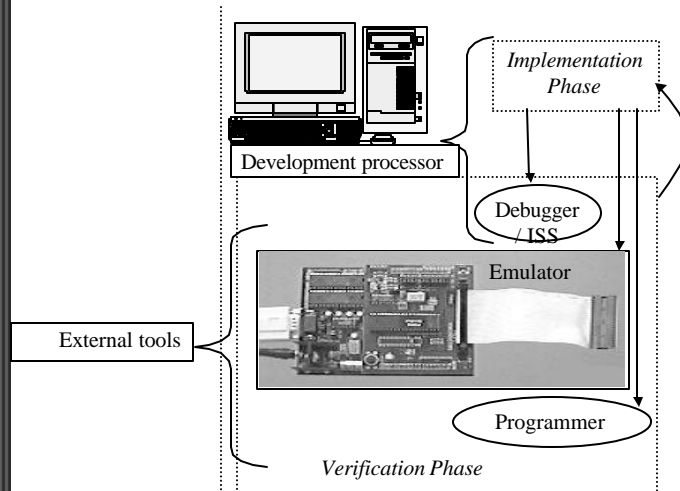 Implementation
Phase
Development processor
Debugger
/ ISS
Emulator
External tools
Programmer
Verification Phase